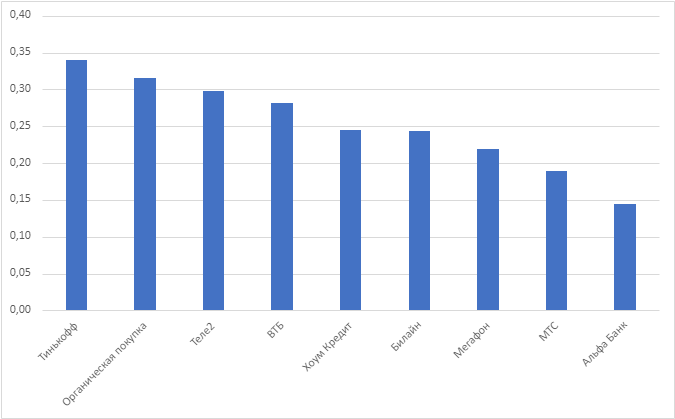 0,40
0,35
0,30
0,25
0,20
0,15
0,10
0,05
0,00
Тинькофф
Органическая покупка
Теле2
ВТБ
Хоум Кредит
Билайн
Мегафон
МТС
Альфа Банк